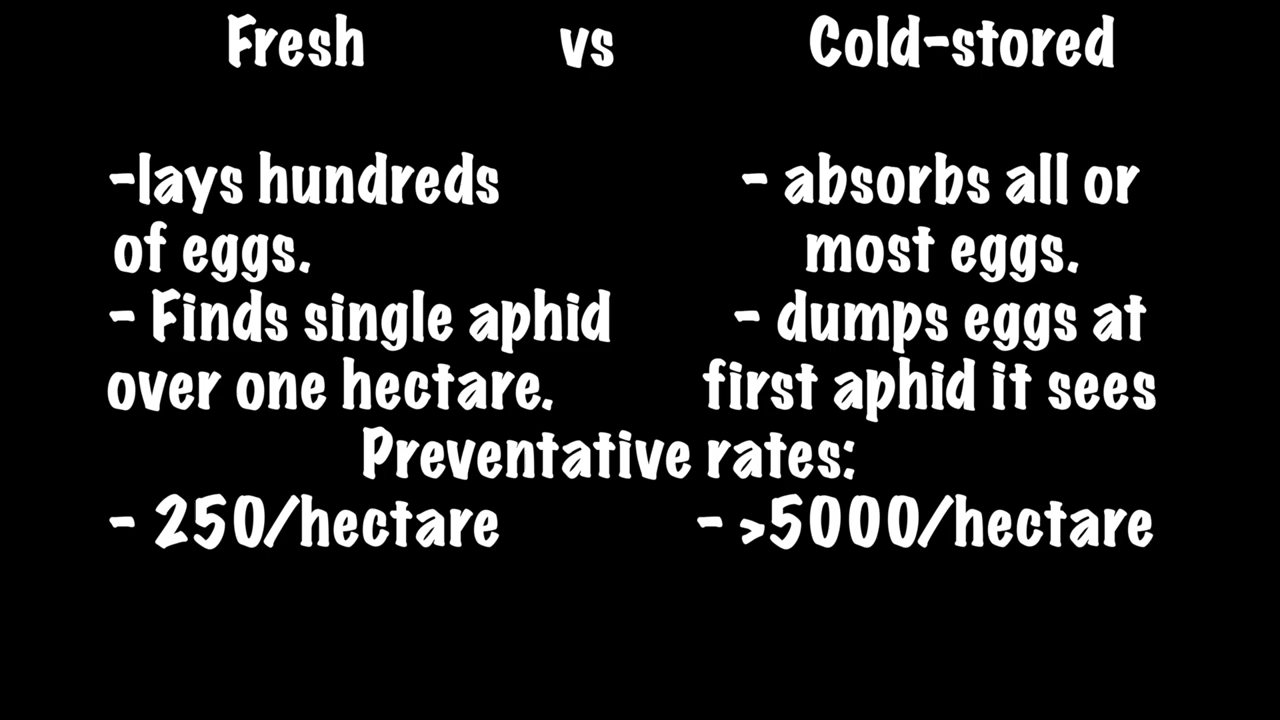 Fresh vs Cold-stored
-lays hundreds - absorbs all or
of eggs. most eggs.
- Finds single aphid - dumps eggs at
over one hectare. first aphid it sees
Preventative rates:
- 250/hectare - >5000/hectare